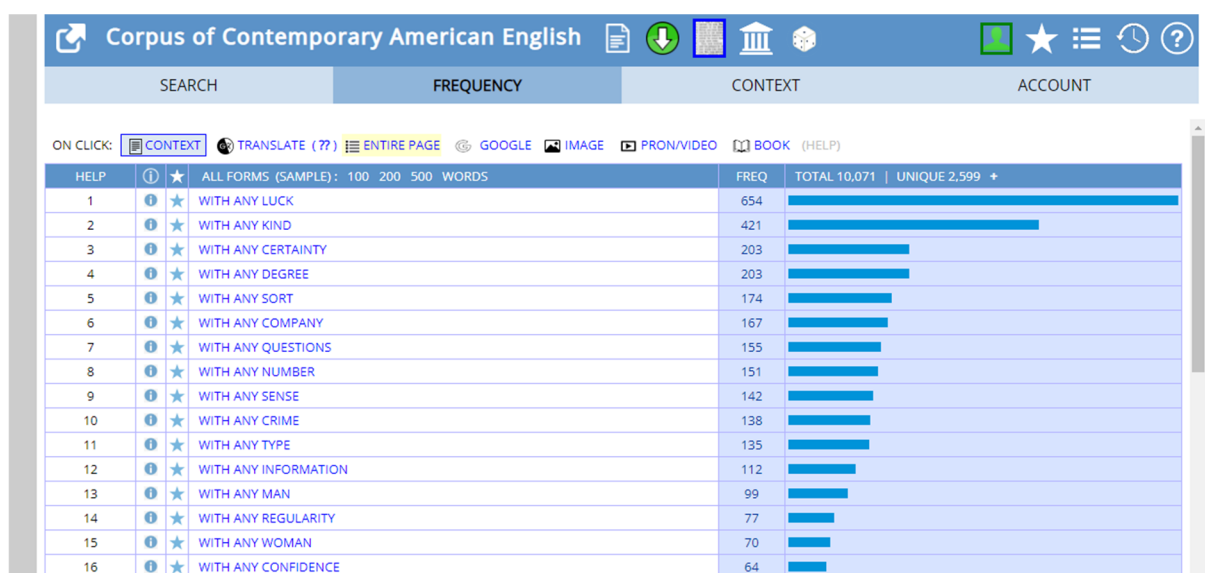 Corpus of Contemporary American English
SEARCH FREQUENCY CONTEXT ACCOUNT
ON CLICK: CONTEXT TRANSLATE (??) ENTIRE PAGE GOOGLE IMAGE PRON/VIDEO BOOK (HELP)
HELP ALL FORMS (SAMPLE): 100 200 500 WORDS FREQ TOTAL 10,071 | UNIQUE 2,599 +
1 WITH ANY LUCK 654
2 WITH ANY KIND 421
3 WITH ANY CERTAINTY 203
4 WITH ANY DEGREE 203
5 WITH ANY SORT 174
6 WITH ANY COMPANY 167
7 WITH ANY QUESTIONS 155
8 WITH ANY NUMBER 151
9 WITH ANY SENSE 142
10 WITH ANY CRIME 138
11 WITH ANY TYPE 135
12 WITH ANY INFORMATION 112
13 WITH ANY MAN 99
14 WITH ANY REGULARITY 77
15 WITH ANY WOMAN 70
16 WITH ANY CONFIDENCE 64